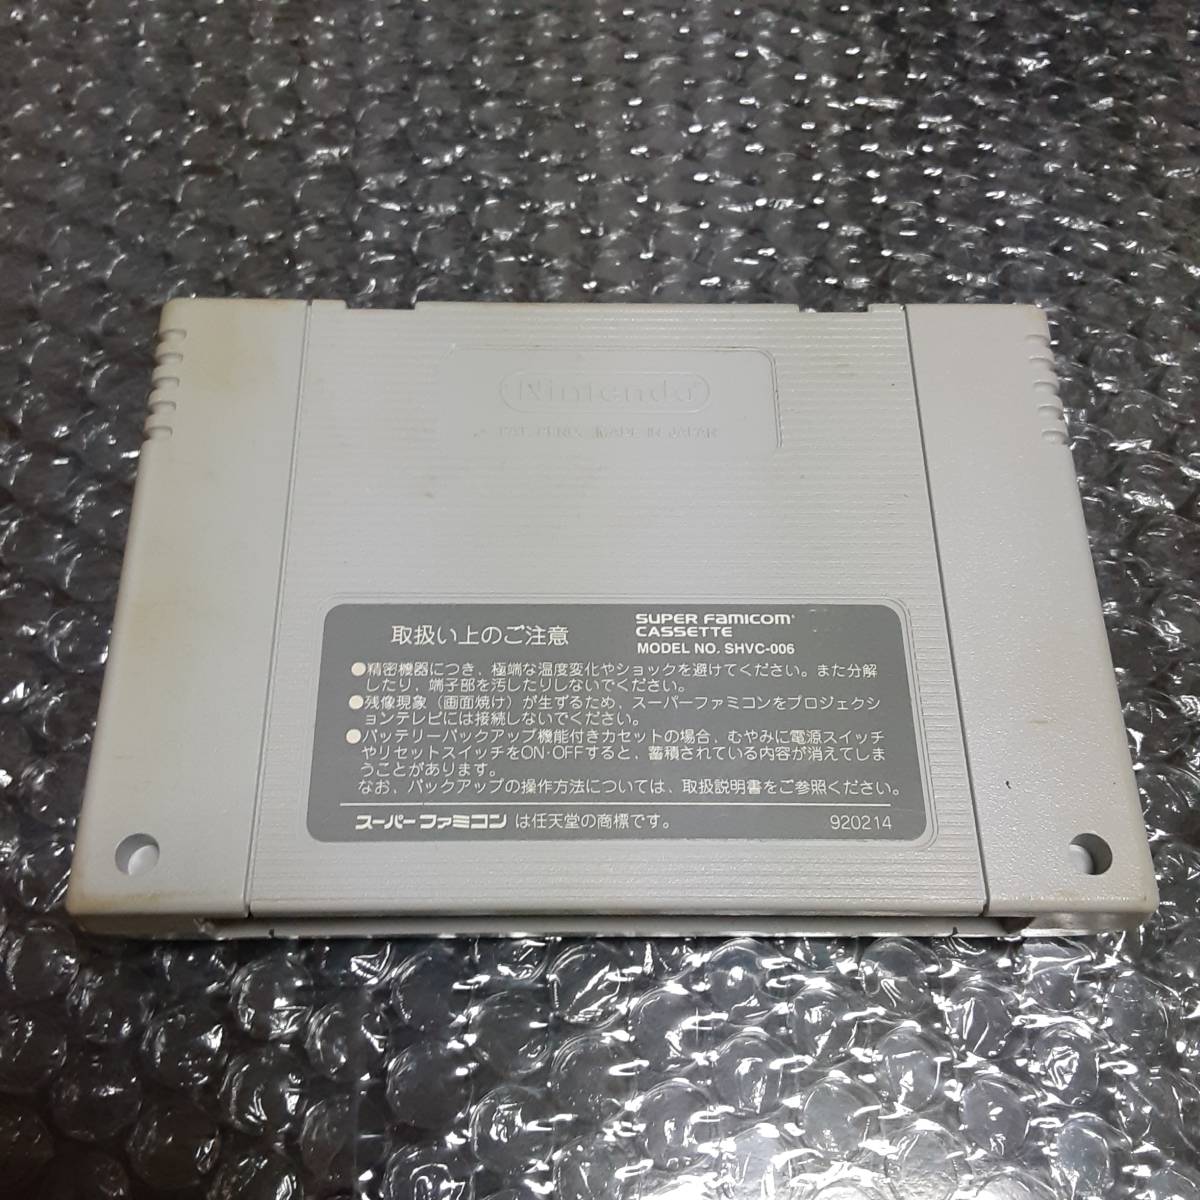 Nintendo®
PAT. PEND. MADE IN JAPAN
取扱い上のご注意
SUPER FAMICOM®
CASSETTE
MODEL NO. SHVC-006
●精密機器につき、極端な温度変化やショックを避けてください。また分解
したり、端子部を汚したりしないでください。
●残像現象（画面焼け）が生ずるため、スーパーファミコンをプロジェクシ
ョンテレビには接続しないでください。
●バッテリーバックアップ機能付きカセットの場合、むやみに電源スイッチ
やリセットスイッチをON·OFFすると、蓄積されている内容が消えてしま
うことがあります。
なお、バックアップの操作方法については、取扱説明書をご参照ください。
スーパーファミコン は任天堂の商標です。
920214